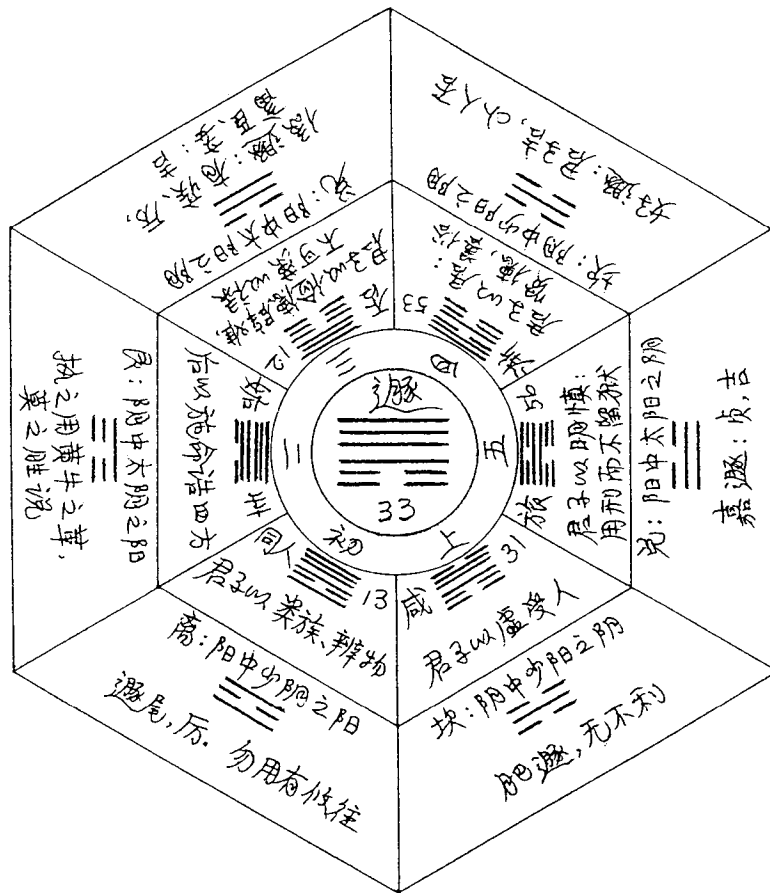 遯
33
初
二
三
四
五
上
同人
13
君子以类族、辨物
离：阳中少阴之阳
遯尾，厉．勿用有攸往
姤
后以施命诰四方
艮：阴中太阴之阳
执之用黄牛之革，
莫之胜说
否
12
君子以俭德辟难，
不可荣以禄
兑：阳中太阳之阴
係遯：有疾、厉，
畜臣、妾：吉
渐
53
君子以居：
贤德、善俗
坎：阴中少阳之阴
好遯：君子吉，小人否
旅
56
君子以明慎：
用刑而不留獄
兑：阳中太阳之阴
嘉遯：贞，吉
咸
31
君子以虚受人
坎：阴中少阳之阴
肥遯，无不利